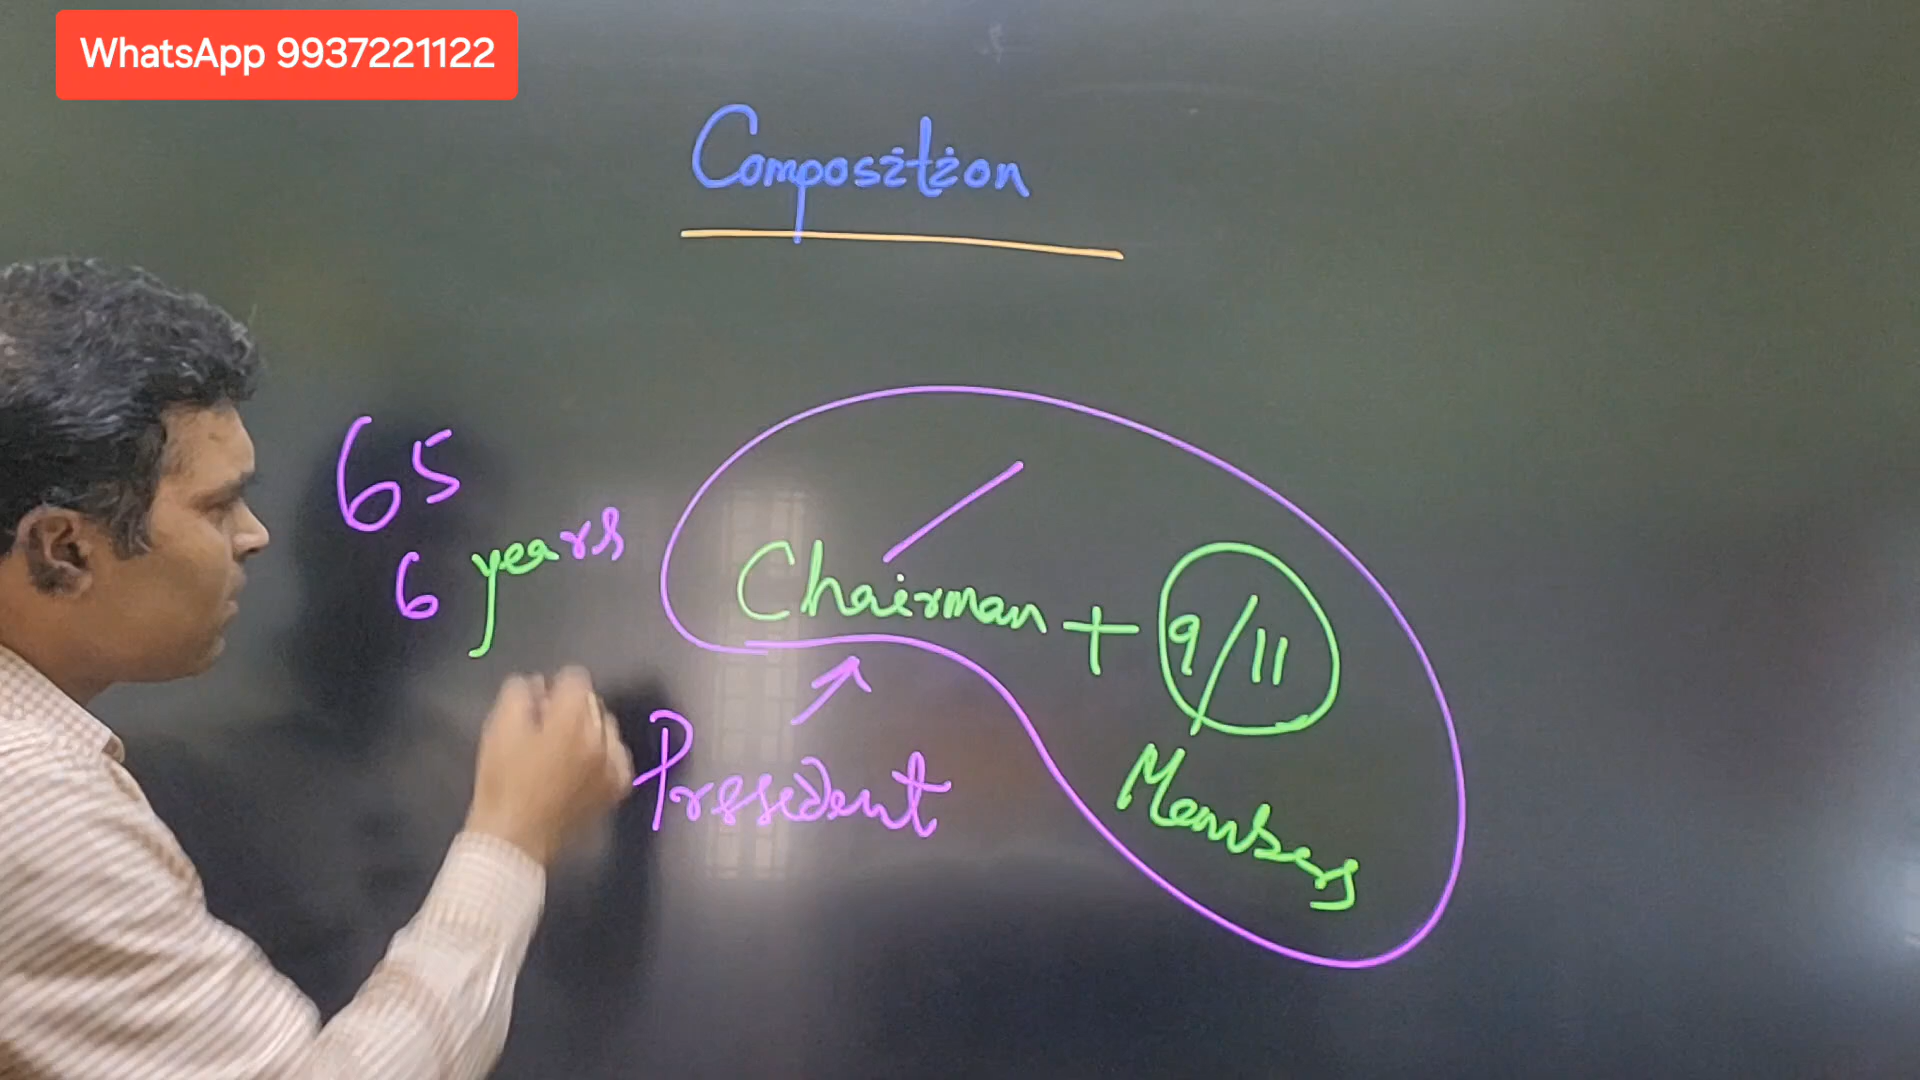 WhatsApp 9937221122
Composition
65
6 years
Chairman + 9/11
Members
President